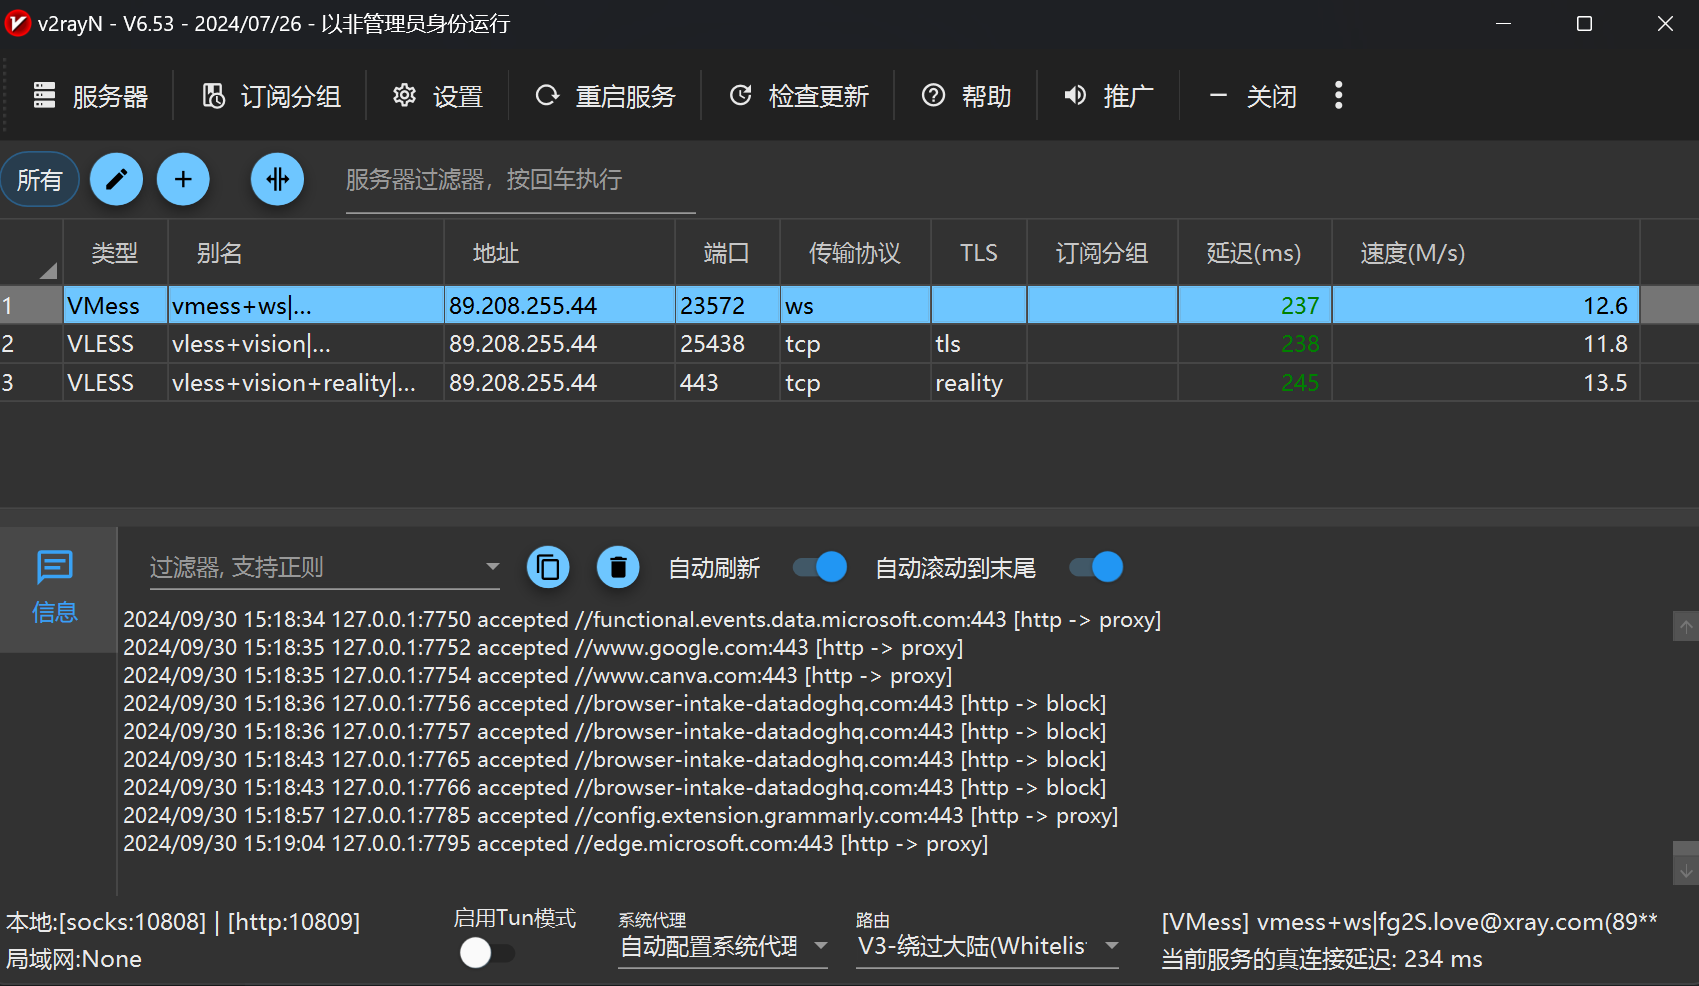 v2rayN - V6.53 - 2024/07/26 - 以非管理员身份运行
服务器 订阅分组 设置 重启服务 检查更新 帮助 推广 关闭
所有 服务器过滤器，按回车执行
类型 别名 地址 端口 传输协议 TLS 订阅分组 延迟(ms) 速度(M/s)
1 VMess vmess+ws|... 89.208.255.44 23572 ws 237 12.6
2 VLESS vless+vision|... 89.208.255.44 25438 tcp tls 238 11.8
3 VLESS vless+vision+reality|... 89.208.255.44 443 tcp reality 245 13.5
信息
过滤器, 支持正则 自动刷新 自动滚动到末尾
2024/09/30 15:18:34 127.0.0.1:7750 accepted //functional.events.data.microsoft.com:443 [http -> proxy]
2024/09/30 15:18:35 127.0.0.1:7752 accepted //www.google.com:443 [http -> proxy]
2024/09/30 15:18:35 127.0.0.1:7754 accepted //www.canva.com:443 [http -> proxy]
2024/09/30 15:18:36 127.0.0.1:7756 accepted //browser-intake-datadoghq.com:443 [http -> block]
2024/09/30 15:18:36 127.0.0.1:7757 accepted //browser-intake-datadoghq.com:443 [http -> block]
2024/09/30 15:18:43 127.0.0.1:7765 accepted //browser-intake-datadoghq.com:443 [http -> block]
2024/09/30 15:18:43 127.0.0.1:7766 accepted //browser-intake-datadoghq.com:443 [http -> block]
2024/09/30 15:18:57 127.0.0.1:7785 accepted //config.extension.grammarly.com:443 [http -> proxy]
2024/09/30 15:19:04 127.0.0.1:7795 accepted //edge.microsoft.com:443 [http -> proxy]
本地:[socks:10808] | [http:10809]
局域网:None
启用Tun模式
系统代理
自动配置系统代理
路由
V3-绕过大陆(Whitelis
[VMess] vmess+ws|fg2S.love@xray.com(89**
当前服务的真连接延迟: 234 ms